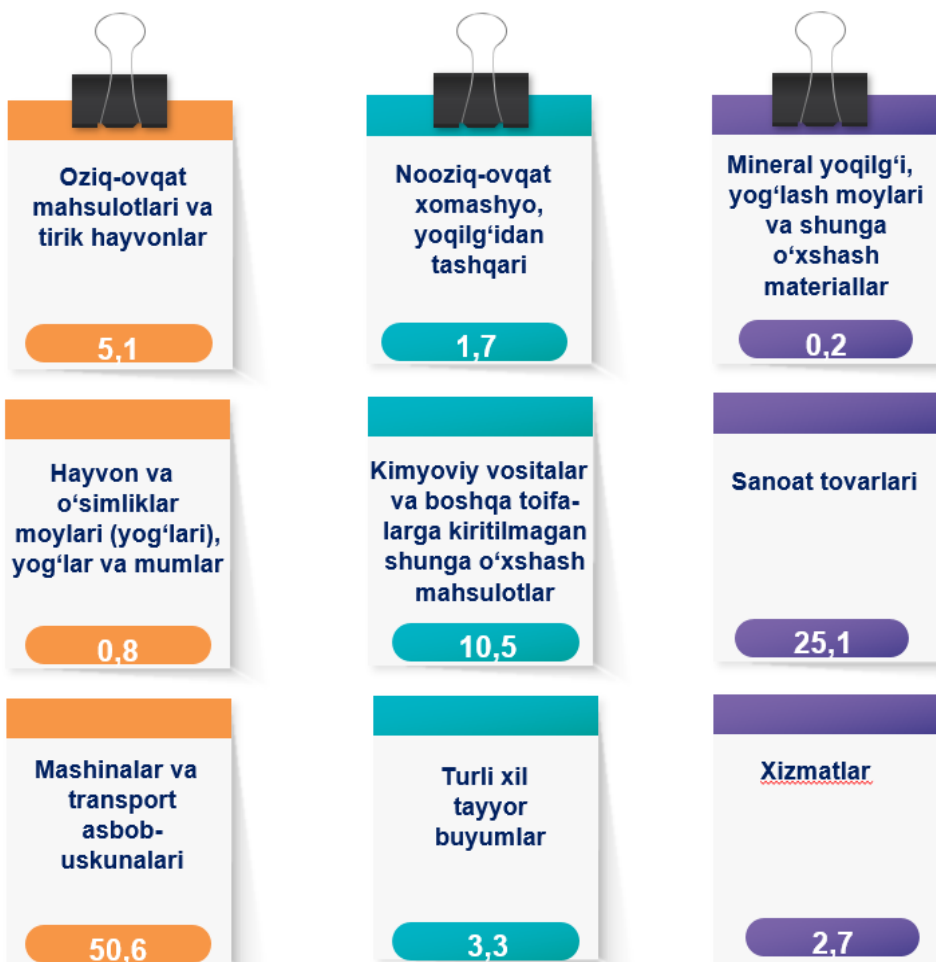 Oziq-ovqat
mahsulotlari va
tirik hayvonlar
5,1
Nooziq-ovqat
xomashyo,
yoqilg‘idan
tashqari
1,7
Mineral yoqilg‘i,
yog‘lash moylari
va shunga
o‘xshash
materiallar
0,2
Hayvon va
o‘simliklar
moylari (yog‘lari),
yog‘lar va mumlar
0,8
Kimyoviy vositalar
va boshqa toifa-
larga kiritilmagan
shunga o‘xshash
mahsulotlar
10,5
Sanoat tovarlari
25,1
Mashinalar va
transport
asbob-
uskunalari
50,6
Turli xil
tayyor
buyumlar
3,3
Xizmatlar
2,7